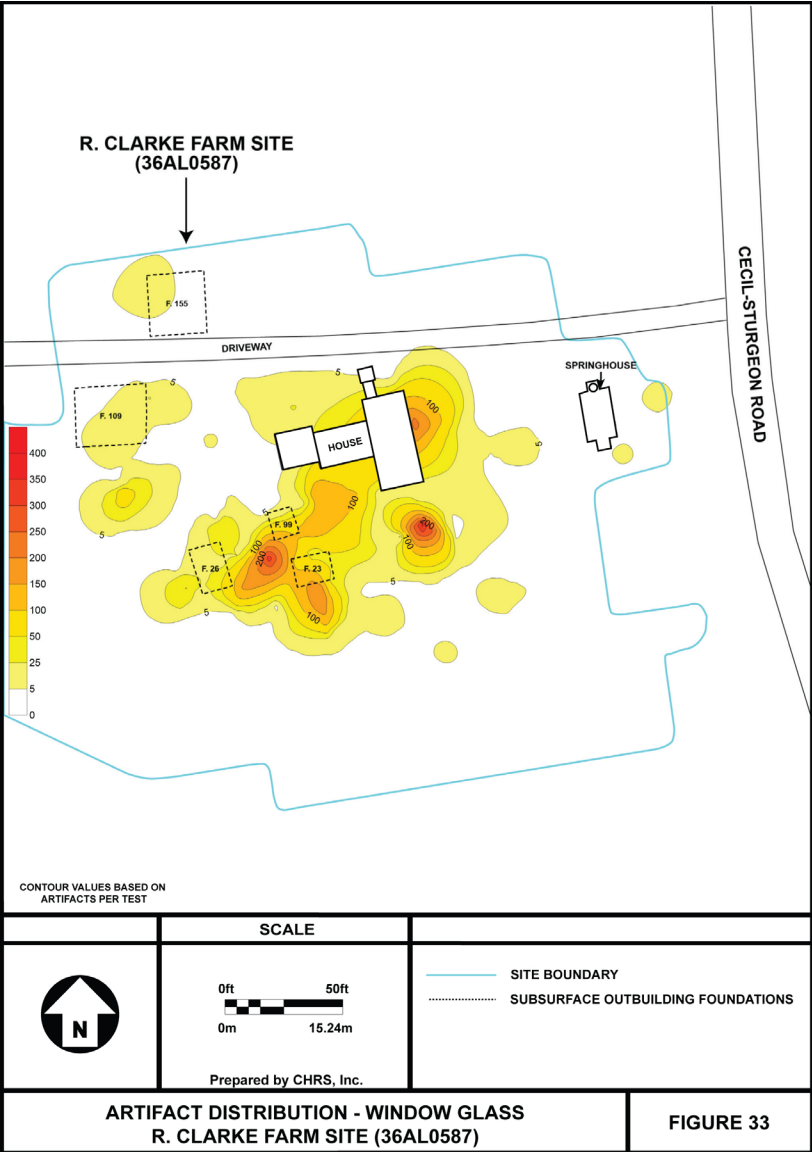 R. CLARKE FARM SITE
(36AL0587)
F. 155
DRIVEWAY
CECIL-STURGEON ROAD
SPRINGHOUSE
5
5
F. 109
100
HOUSE
5
400
350
300
250
200
150
100
50
25
5
0
100
5
F. 99
200
100
100
200
F. 26
F. 23
5
5
5
100
CONTOUR VALUES BASED ON
ARTIFACTS PER TEST
SCALE
N
0ft 50ft
0m 15.24m
Prepared by CHRS, Inc.
SITE BOUNDARY
SUBSURFACE OUTBUILDING FOUNDATIONS
ARTIFACT DISTRIBUTION - WINDOW GLASS
R. CLARKE FARM SITE (36AL0587)
FIGURE 33